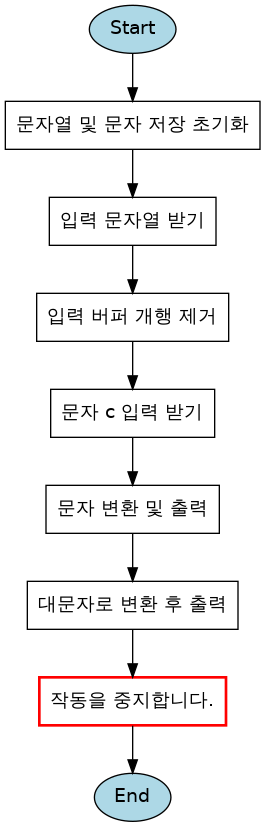 Start
문자열 및 문자 저장 초기화
입력 문자열 받기
입력 버퍼 개행 제거
문자 c 입력 받기
문자 변환 및 출력
대문자로 변환 후 출력
작동을 중지합니다.
End